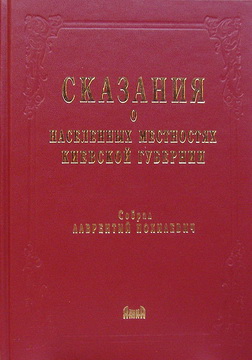 СКАЗАНИЯ
О
НАСЕЛЕННЫХ МЕСТНОСТЯХ
КИЕВСКОЙ ГУБЕРНИИ
Собрал
ЛАВРЕНТИЙ ПОХИЛЕВИЧ